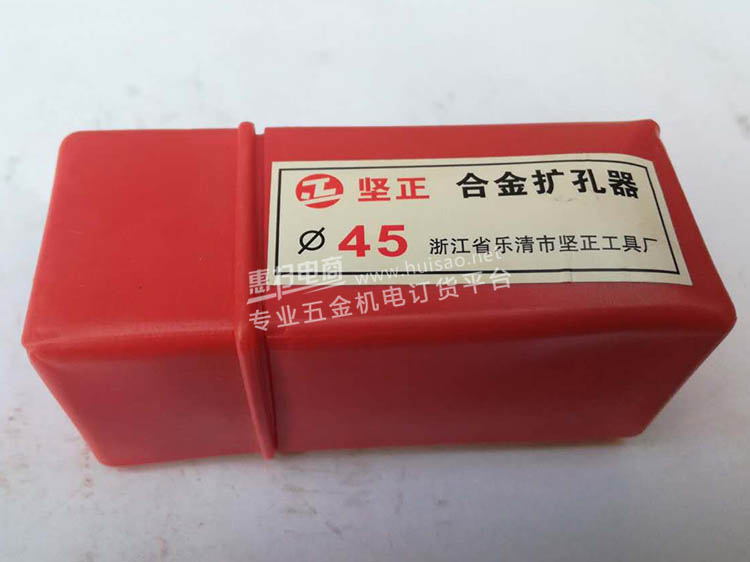 坚正 合金扩孔器
Ø 45 浙江省乐清市坚正工具厂
惠扫电商 www.huisao.net
专业五金机电订货平台